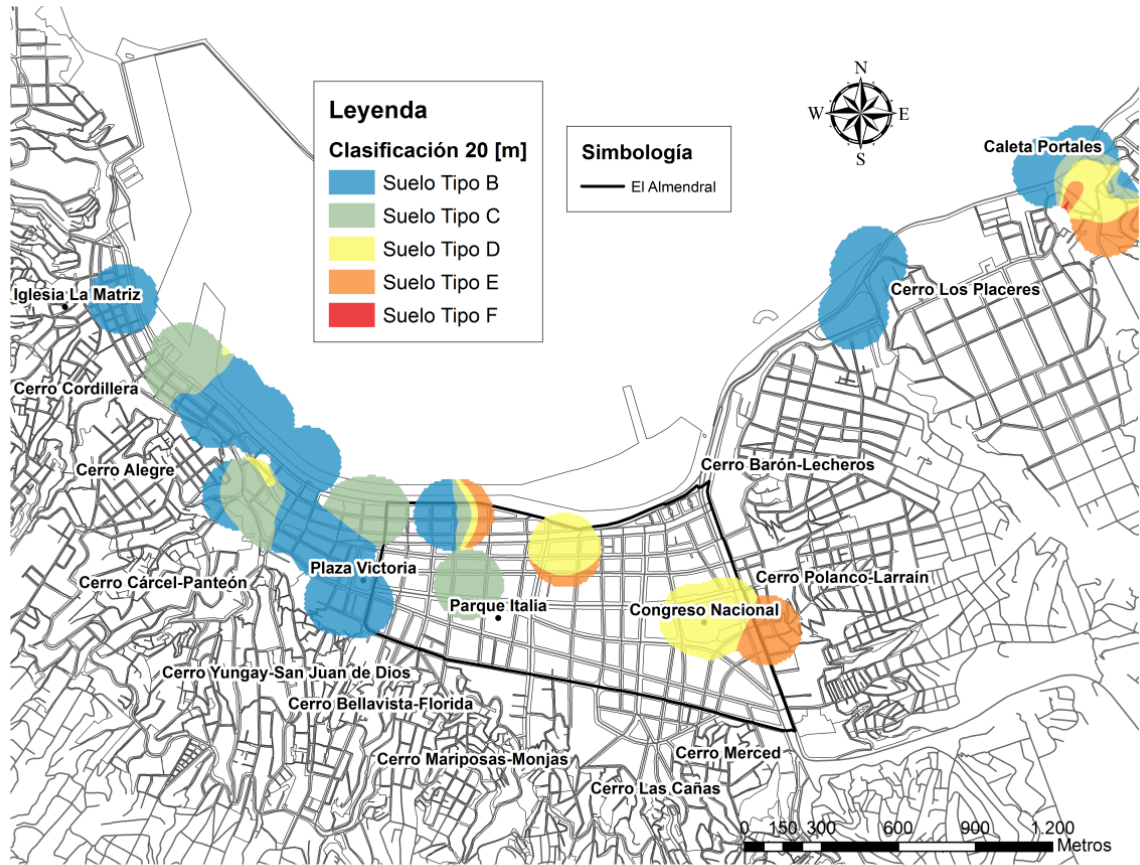 Leyenda
Clasificación 20 [m]
Suelo Tipo B
Suelo Tipo C
Suelo Tipo D
Suelo Tipo E
Suelo Tipo F
Simbología
El Almendral
N
W
E
S
Caleta Portales
Iglesia La Matriz
Cerro Los Placeres
Cerro Cordillera
Cerro Alegre
Cerro Barón-Lecheros
Plaza Victoria
Cerro Cárcel-Panteón
Cerro Polanco-Larraín
Parque Italia
Congreso Nacional
Cerro Yungay-San Juan de Dios
Cerro Bellavista-Florida
Cerro Mariposas-Monjas
Cerro Merced
Cerro Las Cañas
0 150 300 600 900 1.200
Metros